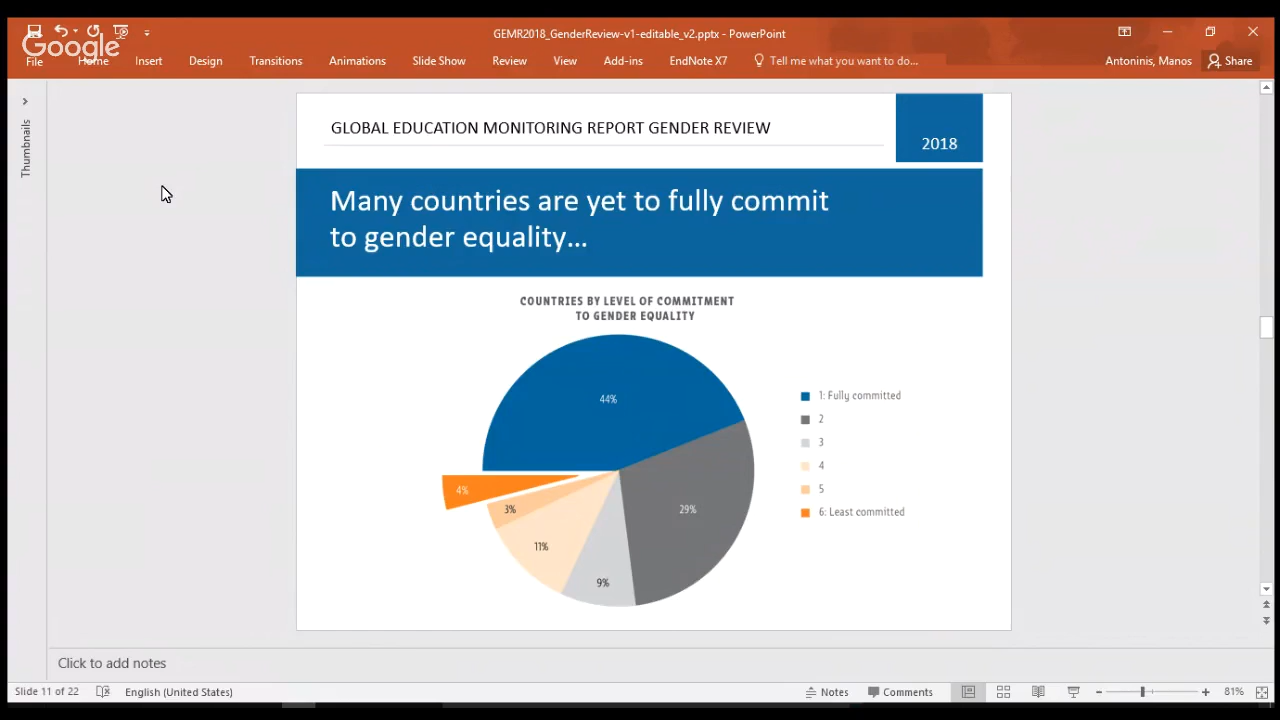 GEMR2018_GenderReview-v1-editable_v2.pptx - PowerPoint
Google
File Home Insert Design Transitions Animations Slide Show Review View Add-ins EndNote X7 Tell me what you want to do... Antoninis, Manos Share
Thumbnails
GLOBAL EDUCATION MONITORING REPORT GENDER REVIEW
2018
Many countries are yet to fully commit
to gender equality...
COUNTRIES BY LEVEL OF COMMITMENT
TO GENDER EQUALITY
44%
29%
9%
11%
3%
4%
1: Fully committed
2
3
4
5
6: Least committed
Click to add notes
Slide 11 of 22 English (United States) Notes Comments 81%